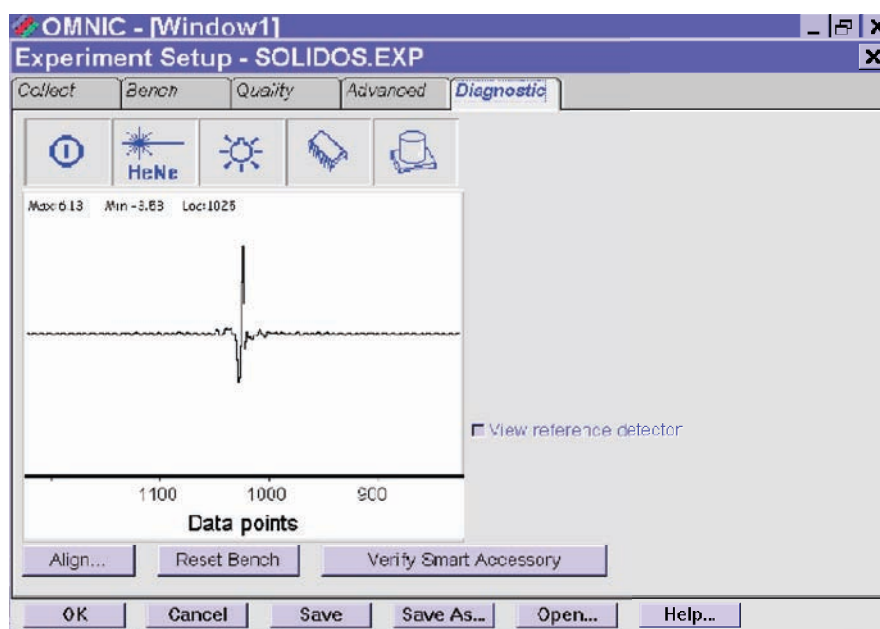 OMNIC - [Window1]
Experiment Setup - SOLIDOS.EXP
Collect Bench Quality Advanced Diagnostic
HeNe
Max:6.13 Min -3.63 Loc:1025
1100 1000 900
Data points
View reference detector
Align... Reset Bench Verify Smart Accessory
OK Cancel Save Save As... Open... Help...